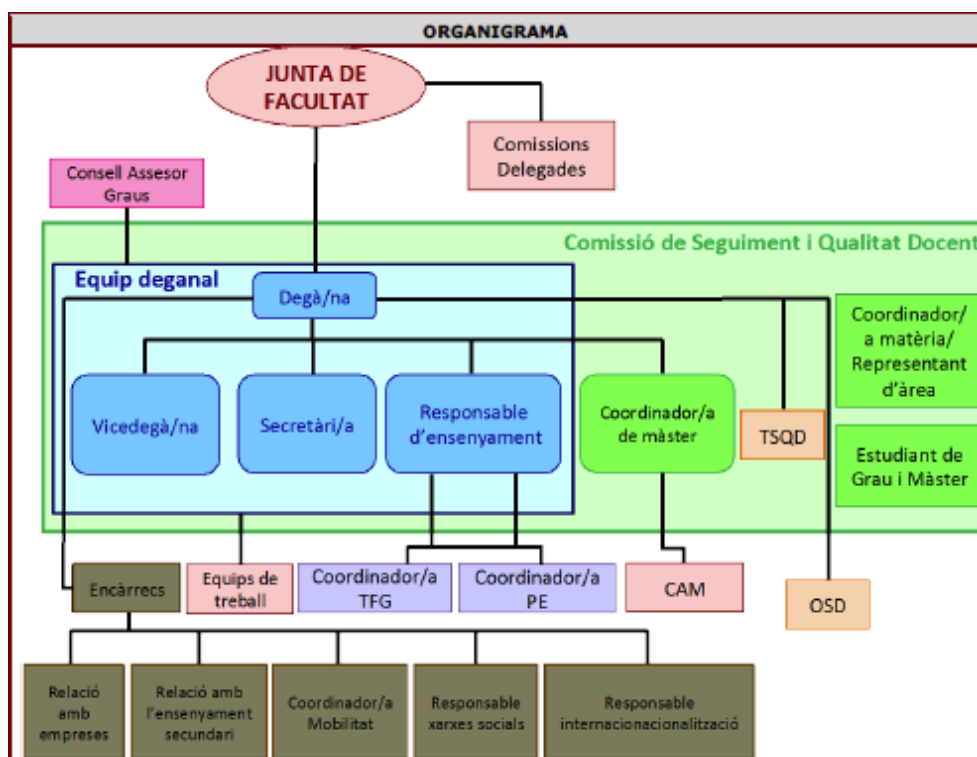 ORGANIGRAMA
JUNTA DE
FACULTAT
Comissions
Delegades
Consell Assesor
Graus
Comissió de Seguiment i Qualitat Docent
Equip deganal
Degà/na
Coordinador/
a matèria/
Representant
d'àrea
Vicedegà/na
Secretàri/a
Responsable
d'ensenyament
Coordinador/a
de màster
TSQD
Estudiant de
Grau i Màster
Encàrrecs
Equips de
treball
Coordinador/a
TFG
Coordinador/a
PE
CAM
OSD
Relació
amb
empreses
Relació amb
l'ensenyament
secundari
Coordinador/a
Mobilitat
Responsable
xarxes socials
Responsable
internacionacionalització